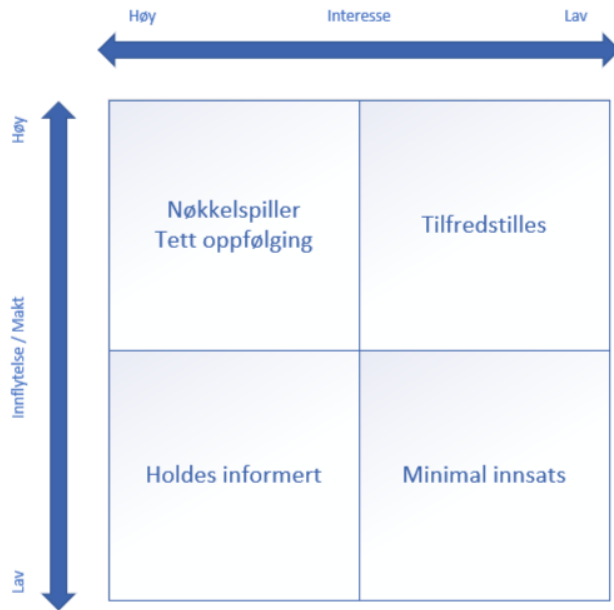 Høy Interesse Lav
Høy
Nøkkelspiller
Tett oppfølging
Tilfredstilles
Innflytelse / Makt
Holdes informert
Minimal innsats
Lav